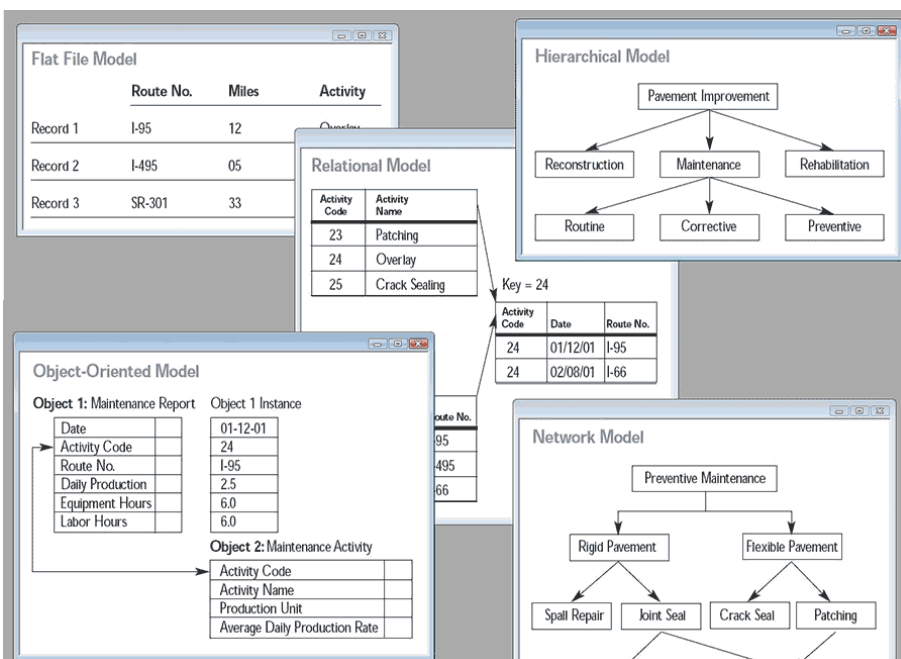 Flat File Model
Route No. Miles Activity
Record 1 I-95 12 Overlay
Record 2 I-495 05
Record 3 SR-301 33
Hierarchical Model
Pavement Improvement
Reconstruction Maintenance Rehabilitation
Routine Corrective Preventive
Relational Model
Activity Code Activity Name
23 Patching
24 Overlay
25 Crack Sealing
Key = 24
Activity Code Date Route No.
24 01/12/01 I-95
24 02/08/01 I-66
oute No.
95
495
66
Object-Oriented Model
Object 1: Maintenance Report Object 1 Instance
Date 01-12-01
Activity Code 24
Route No. I-95
Daily Production 2.5
Equipment Hours 6.0
Labor Hours 6.0
Object 2: Maintenance Activity
Activity Code
Activity Name
Production Unit
Average Daily Production Rate
Network Model
Preventive Maintenance
Rigid Pavement Flexible Pavement
Spall Repair Joint Seal Crack Seal Patching